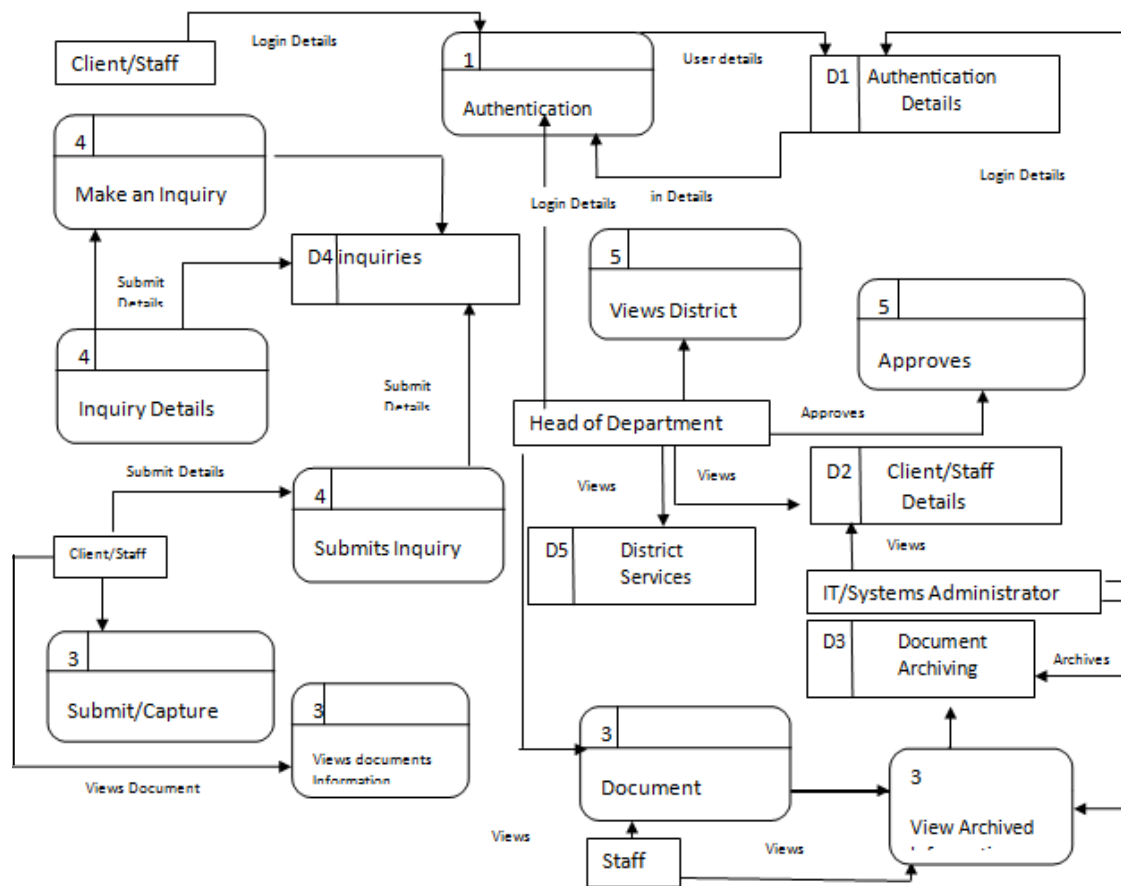 Login Details
Client/Staff
1
Authentication
User details
D1 Authentication
Details
4
Make an Inquiry
Login Details
in Details
Login Details
D4 inquiries
5
Views District
Submit
Details
5
Approves
4
Inquiry Details
Submit
Details
Head of Department
Approves
Submit Details
Views
Views
D2 Client/Staff
Details
4
Submits Inquiry
D5 District
Services
Views
Client/Staff
IT/Systems Administrator
D3 Document
Archiving
Archives
3
Submit/Capture
3
Views documents
Information
3
Document
3
View Archived
Views Document
Views
Views
Staff